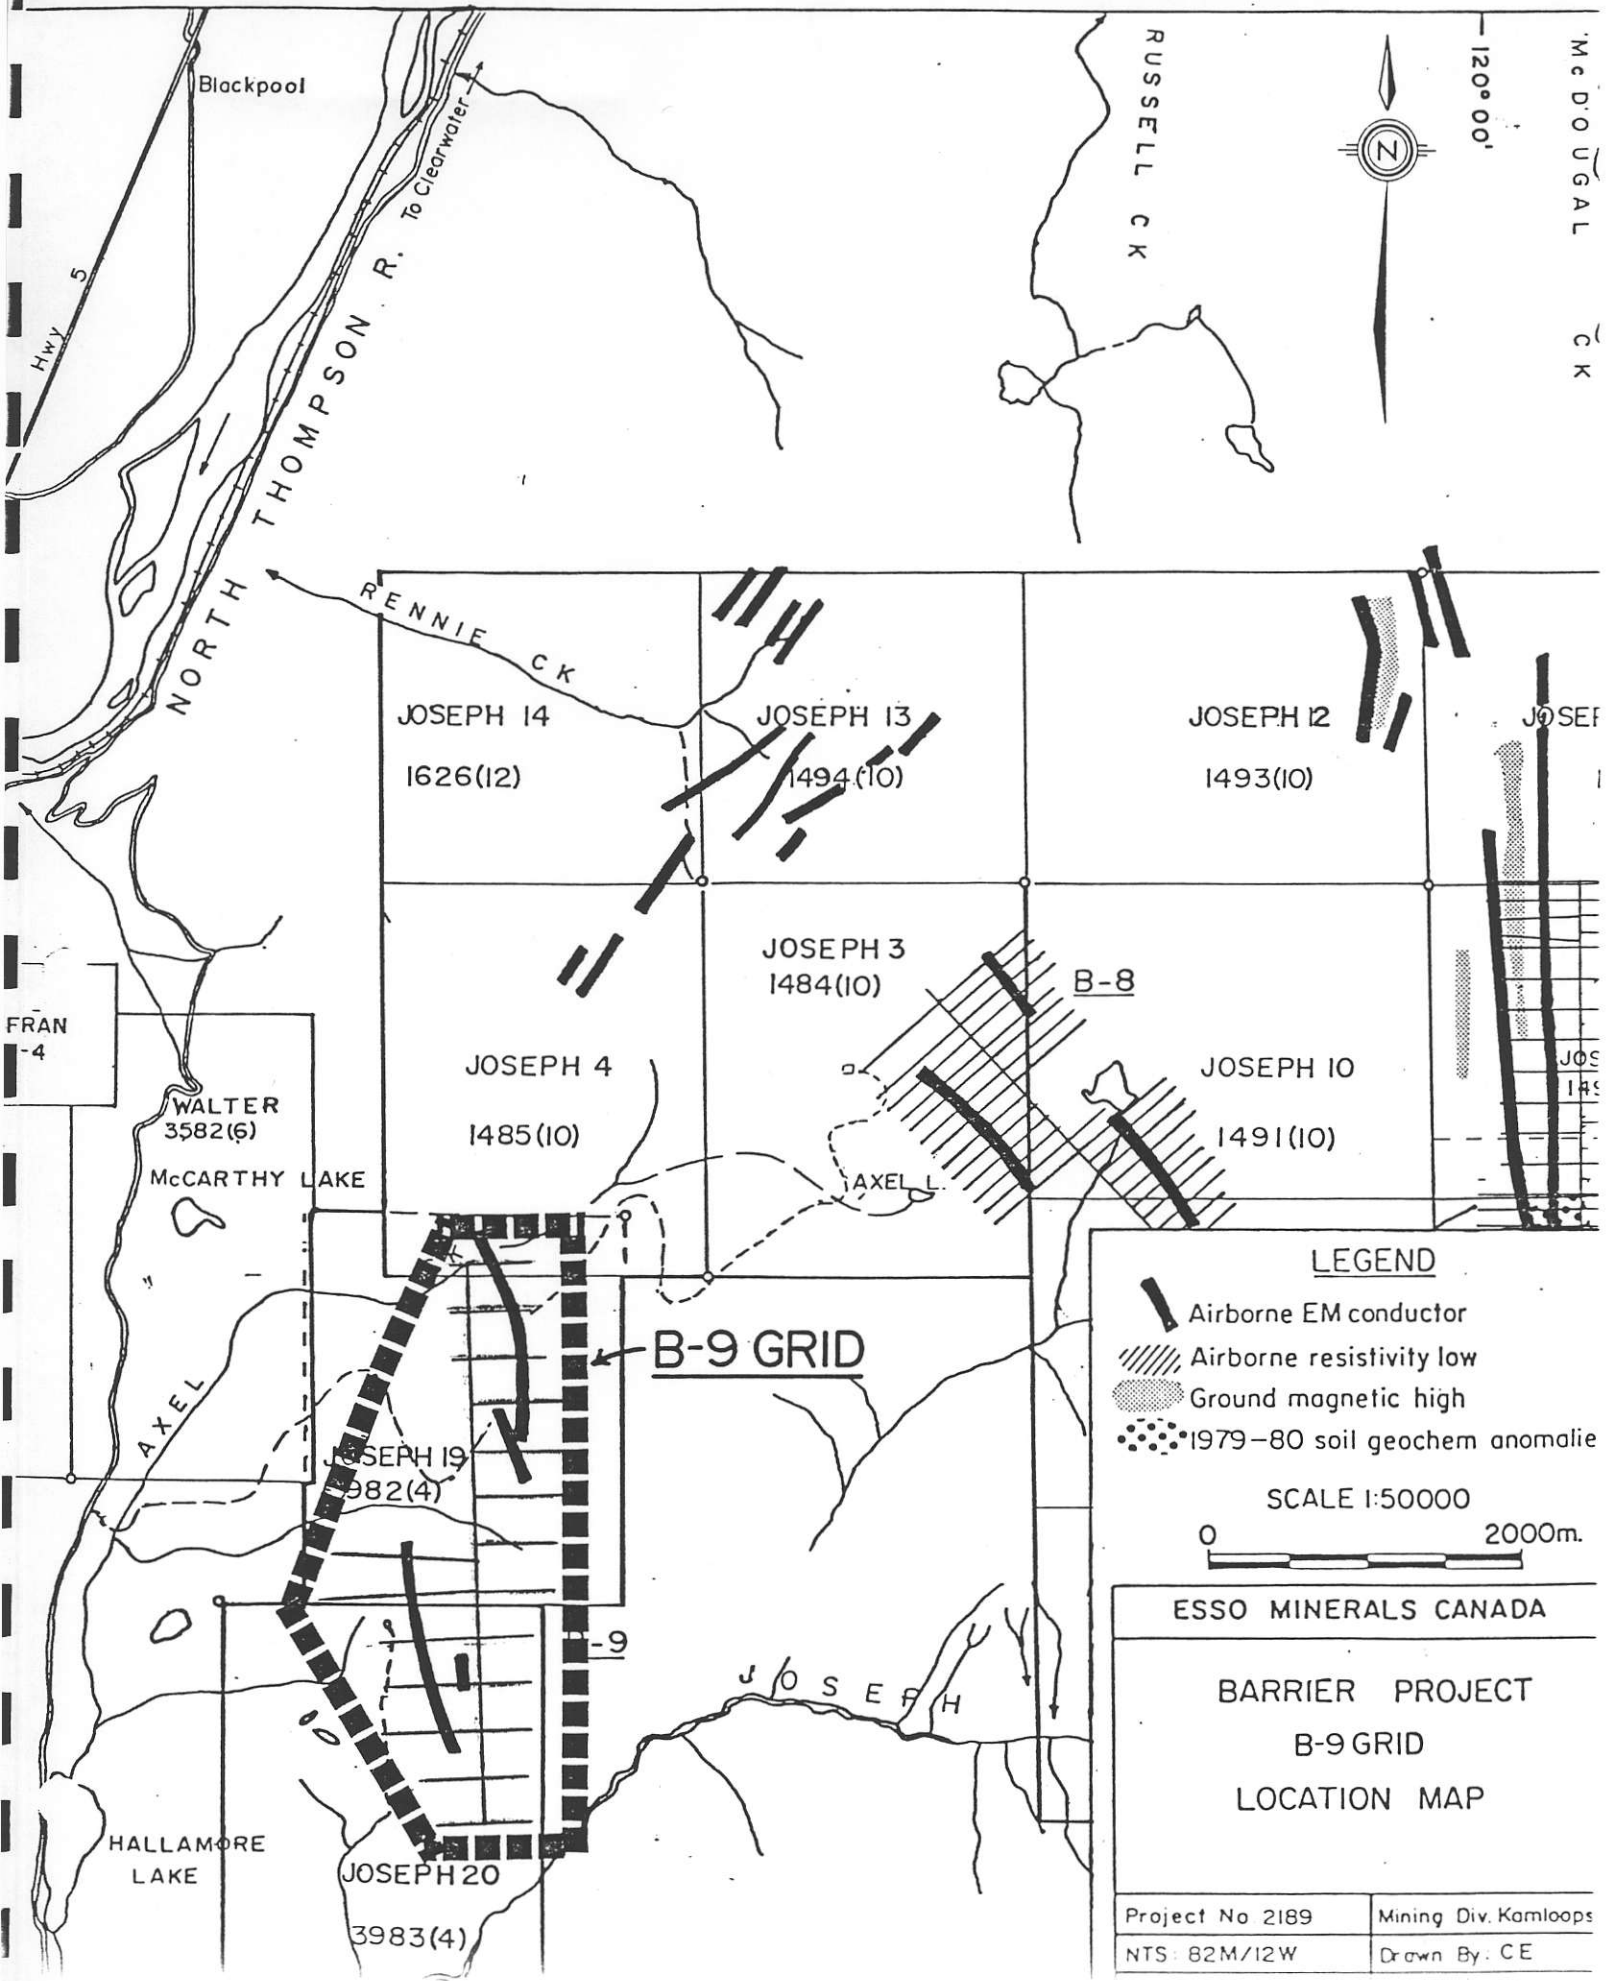 Blackpool
To Clearwater
Hwy 5
NORTH THOMPSON R.
RUSSELL CK
N
120°00'
McDOUGAL CK
RENNIE CK
JOSEPH 14
1626(12)
JOSEPH 13
1494(10)
JOSEPH 12
1493(10)
JOSEP
JOSEPH 3
1484(10)
B-8
FRAN
-4
JOSEPH 4
1485(10)
JOSEPH 10
1491(10)
JOS
149
WALTER
3582(6)
McCARTHY LAKE
AXEL L.
AXEL
B-9 GRID
JOSEPH 19
982(4)
-9
JOSEPH
HALLAMORE
LAKE
JOSEPH 20
3983(4)
LEGEND
Airborne EM conductor
Airborne resistivity low
Ground magnetic high
1979-80 soil geochem anomalie
SCALE 1:50000
0 2000m.
ESSO MINERALS CANADA
BARRIER PROJECT
B-9 GRID
LOCATION MAP
Project No 2189
Mining Div. Kamloops
NTS: 82M/12W
Drawn By: CE